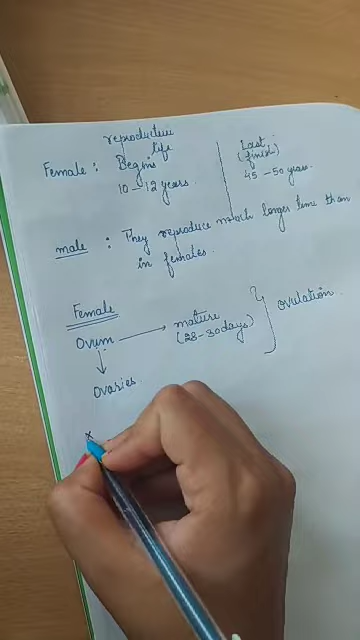 reproductive
life
Female : Begins
10 - 12 years.
Last
(finish)
45 - 50 years.
male : They reproduce much longer time than
in females.
Female
Ovum → mature
(28 - 30 days)
ovulation.
Ovaries